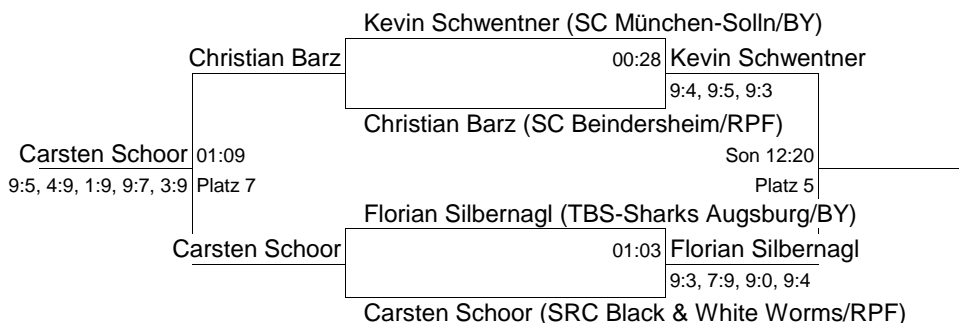 Kevin Schwentner (SC München-Solln/BY)
Christian Barz
00:28
Kevin Schwentner
9:4, 9:5, 9:3
Christian Barz (SC Beindersheim/RPF)
Carsten Schoor
01:09
Son 12:20
9:5, 4:9, 1:9, 9:7, 3:9
Platz 7
Platz 5
Florian Silbernagl (TBS-Sharks Augsburg/BY)
Carsten Schoor
01:03
Florian Silbernagl
9:3, 7:9, 9:0, 9:4
Carsten Schoor (SRC Black & White Worms/RPF)